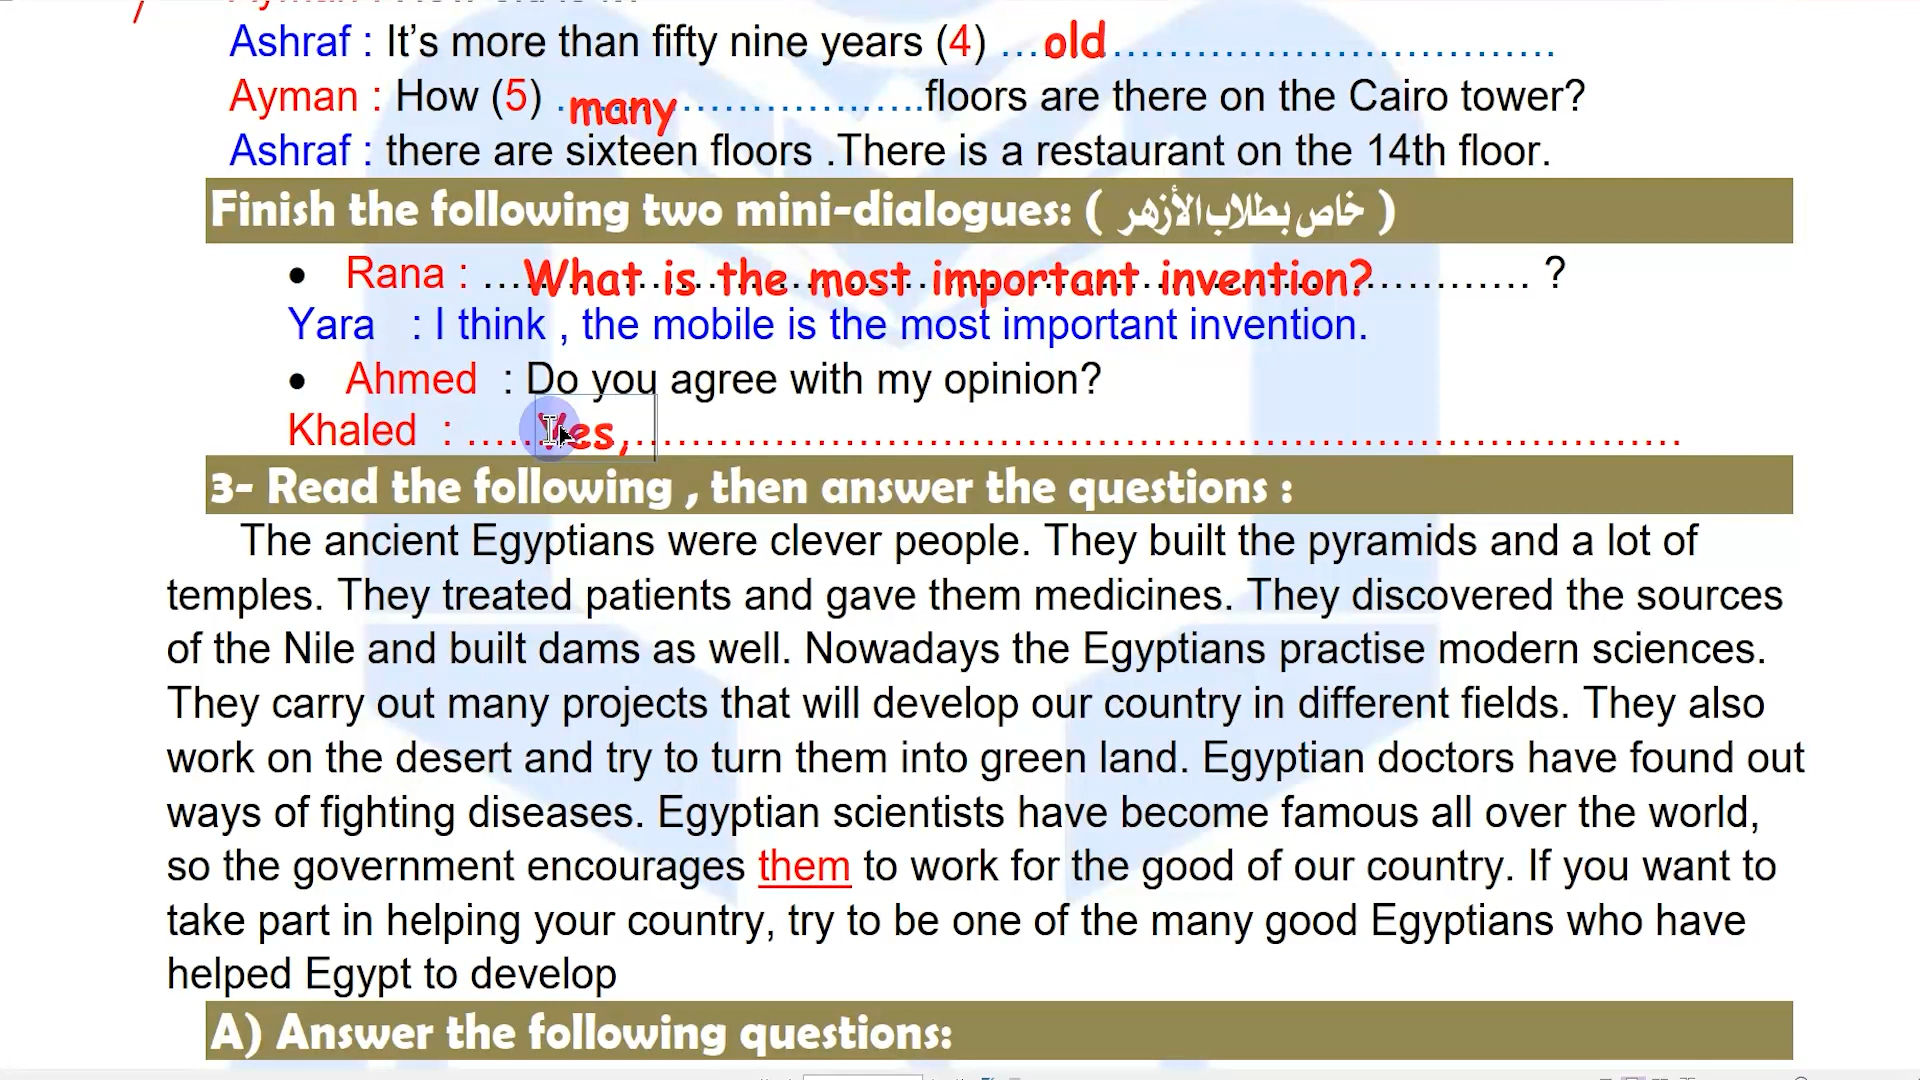 Ashraf : It’s more than fifty nine years (4) ...old..............................
Ayman : How (5) .many.................floors are there on the Cairo tower?
Ashraf : there are sixteen floors .There is a restaurant on the 14th floor.
Finish the following two mini-dialogues: ( خاص بطلاب الأزهر )
• Rana : ...What is the most important invention?........... ?
Yara : I think , the mobile is the most important invention.
• Ahmed : Do you agree with my opinion?
Khaled : ....Yes,..............................................................
3- Read the following , then answer the questions :
The ancient Egyptians were clever people. They built the pyramids and a lot of
temples. They treated patients and gave them medicines. They discovered the sources
of the Nile and built dams as well. Nowadays the Egyptians practise modern sciences.
They carry out many projects that will develop our country in different fields. They also
work on the desert and try to turn them into green land. Egyptian doctors have found out
ways of fighting diseases. Egyptian scientists have become famous all over the world,
so the government encourages them to work for the good of our country. If you want to
take part in helping your country, try to be one of the many good Egyptians who have
helped Egypt to develop
A) Answer the following questions: